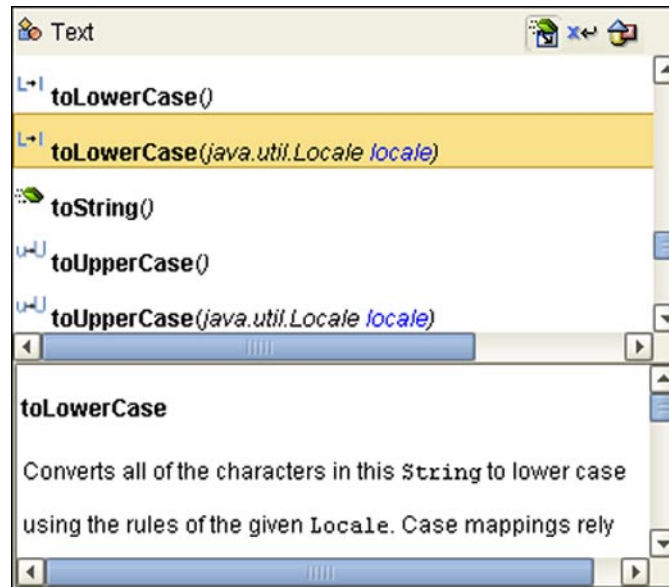 Text
L→l toLowerCase()
L→l toLowerCase(java.util.Locale locale)
toString()
u→U toUpperCase()
u→U toUpperCase(java.util.Locale locale)
toLowerCase
Converts all of the characters in this String to lower case
using the rules of the given Locale. Case mappings rely